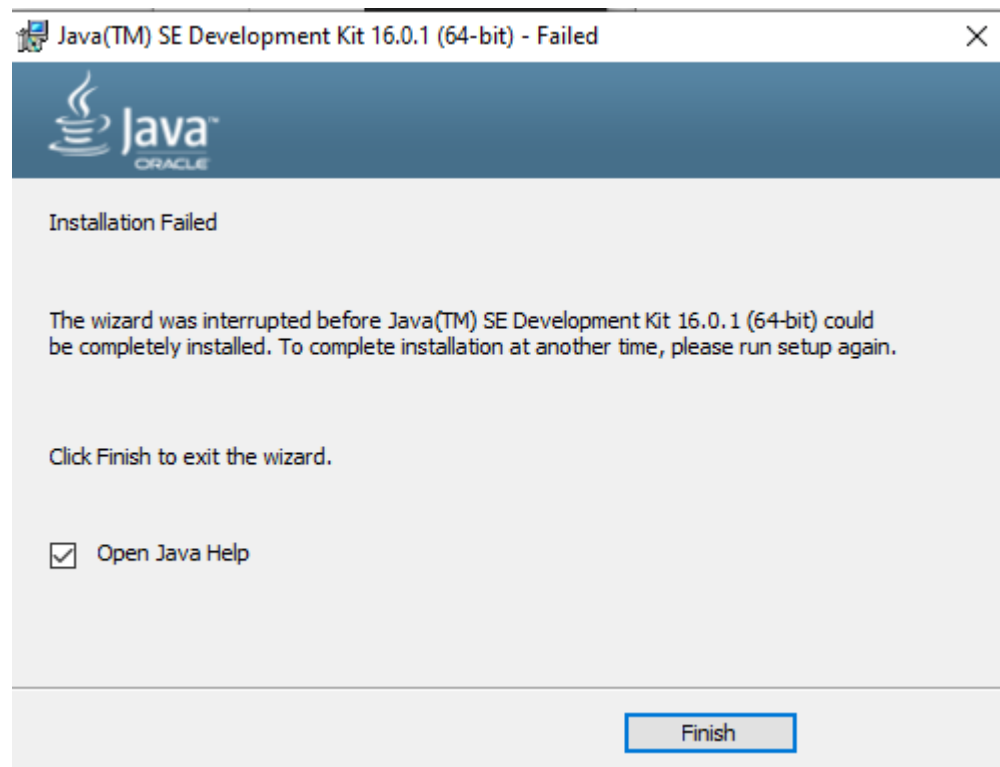 Java(TM) SE Development Kit 16.0.1 (64-bit) - Failed
Java™
ORACLE
Installation Failed
The wizard was interrupted before Java(TM) SE Development Kit 16.0.1 (64-bit) could
be completely installed. To complete installation at another time, please run setup again.
Click Finish to exit the wizard.
Open Java Help
Finish